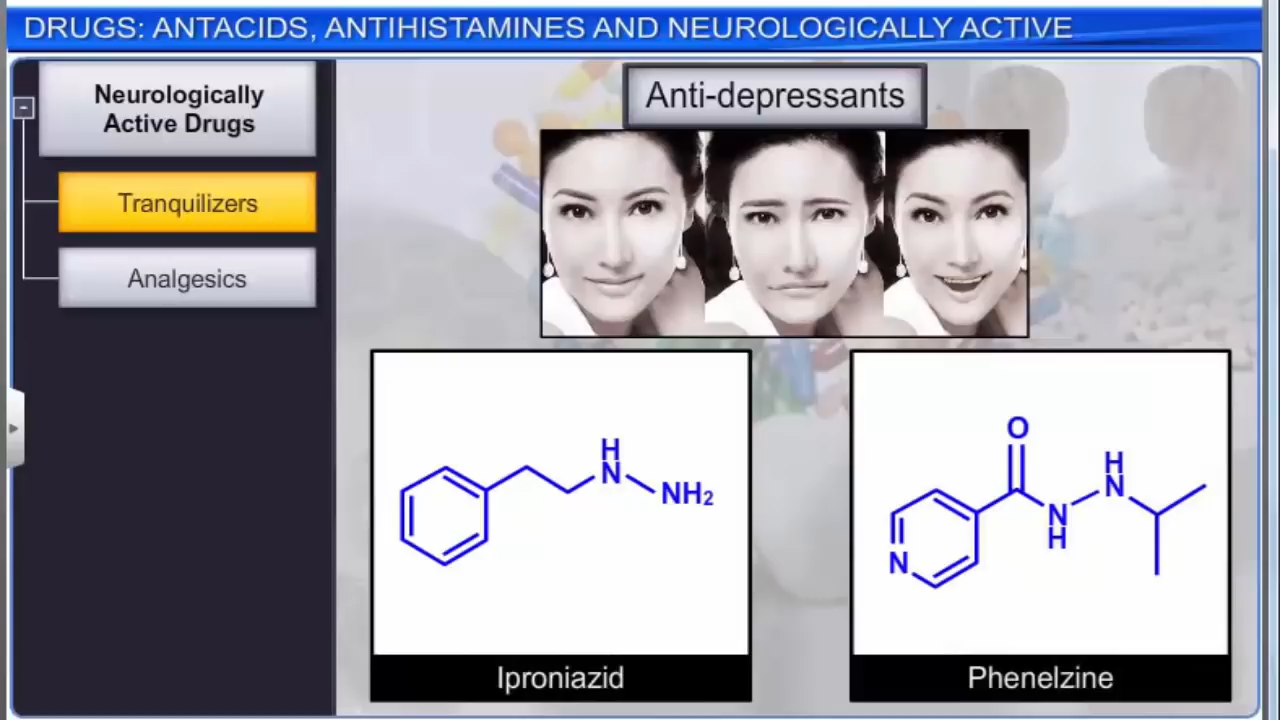 DRUGS: ANTACIDS, ANTIHISTAMINES AND NEUROLOGICALLY ACTIVE
Neurologically
Active Drugs
Tranquilizers
Analgesics
Anti-depressants
H
N
NH₂
Iproniazid
O
H
N
N
H
N
Phenelzine